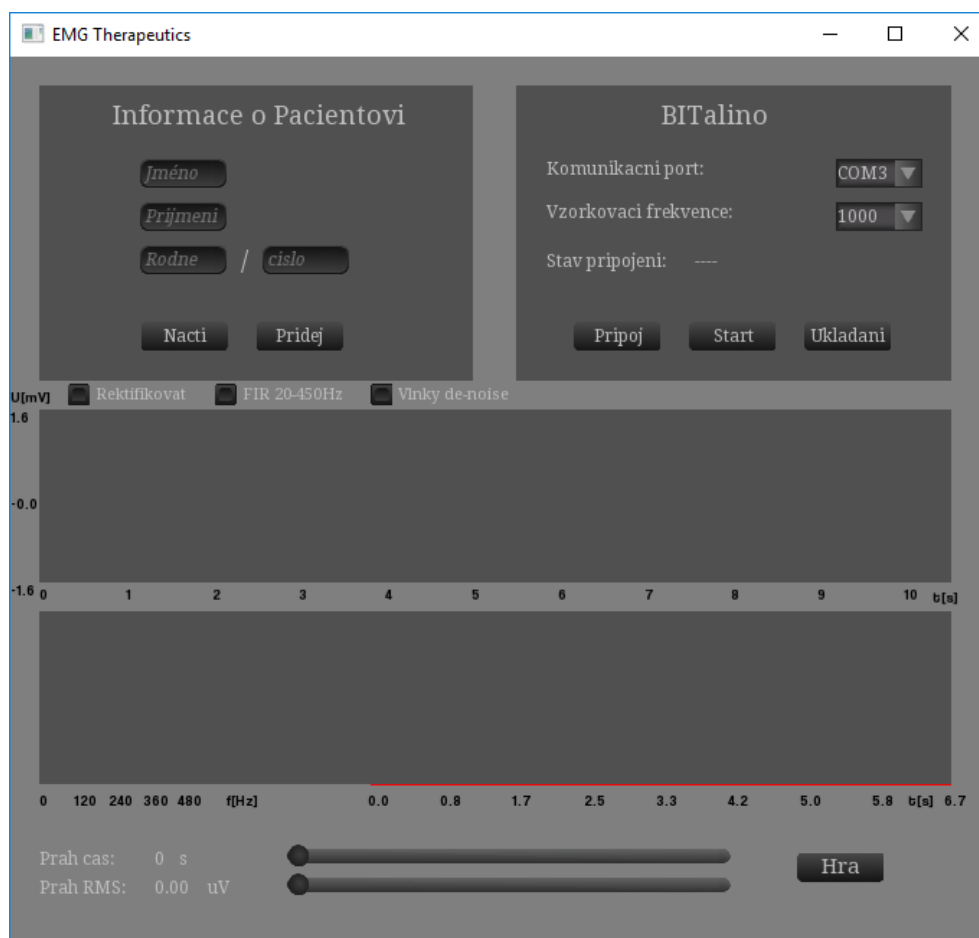 EMG Therapeutics
Informace o Pacientovi
Jméno
Prijmeni
Rodne / cislo
Nacti Pridej
BITalino
Komunikacni port: COM3
Vzorkovaci frekvence: 1000
Stav pripojeni: ----
Pripoj Start Ukladani
U[mV] Rektifikovat FIR 20-450Hz Vlnky de-noise
1.6
-0.0
-1.6
0 1 2 3 4 5 6 7 8 9 10 t[s]
0 120 240 360 480 f[Hz] 0.0 0.8 1.7 2.5 3.3 4.2 5.0 5.8 t[s] 6.7
Prah cas: 0 s
Prah RMS: 0.00 uV
Hra